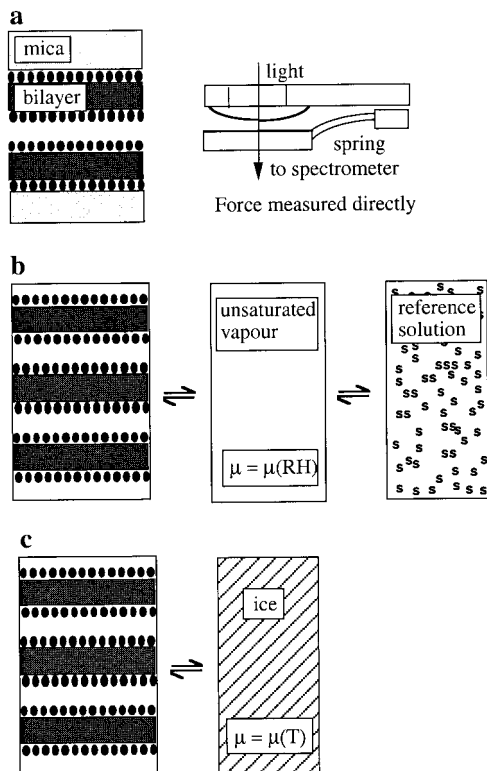 a
mica
bilayer
light
spring
to spectrometer
Force measured directly
b
unsaturated
vapour
μ = μ(RH)
reference
solution
s s s s s s s s s s s s s s s s s s s s s s s s s s s s s s s s s s s s s s s s s s s s s s s s s s s s s s
c
ice
μ = μ(T)